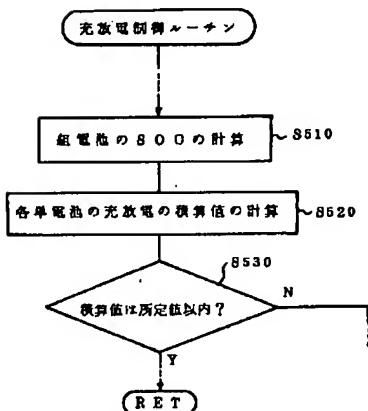 充放電制御ルーチン
組電池のSOCの計算
S510
各単電池の充放電の積算値の計算
S520
S530
積算値は所定値以内?
N
Y
RET